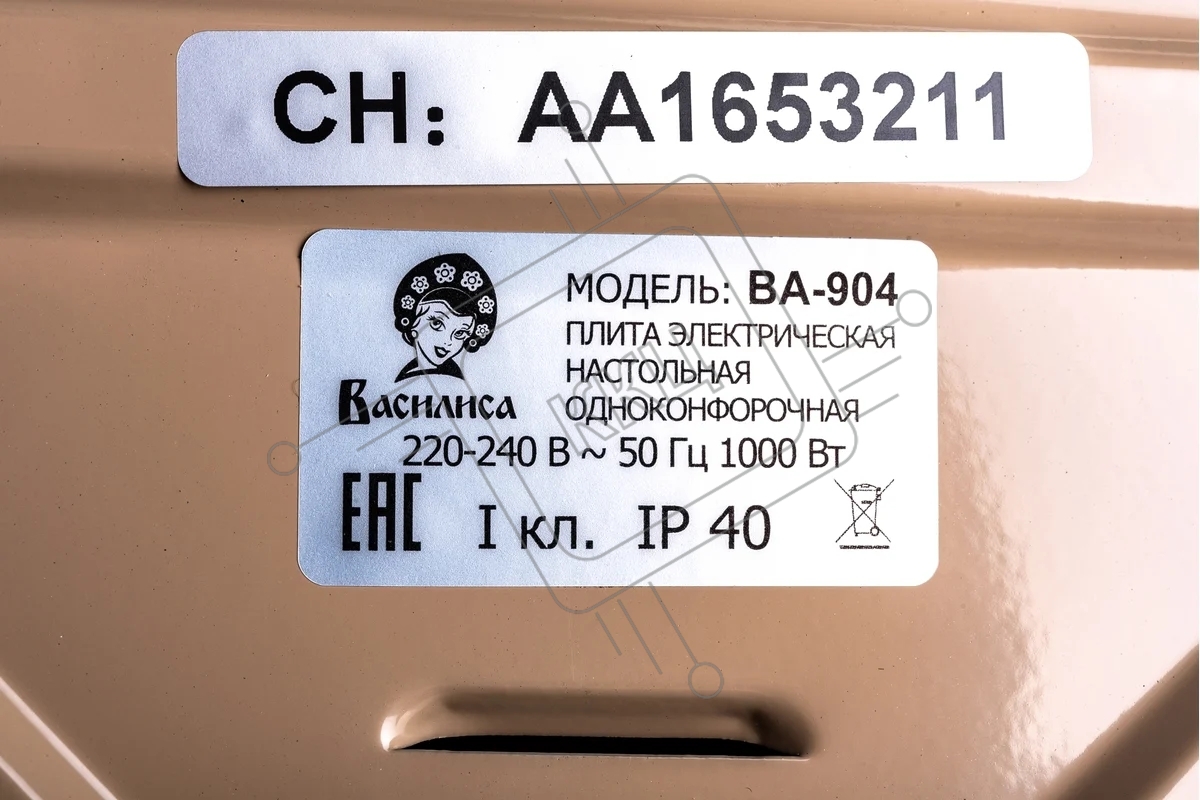 СН: АА1653211
МОДЕЛЬ: ВА-904
ПЛИТА ЭЛЕКТРИЧЕСКАЯ
НАСТОЛЬНАЯ
ОДНОКОНФОРОЧНАЯ
Василиса
220-240 В ~ 50 Гц 1000 Вт
EAC I кл. IP 40
ККЦ